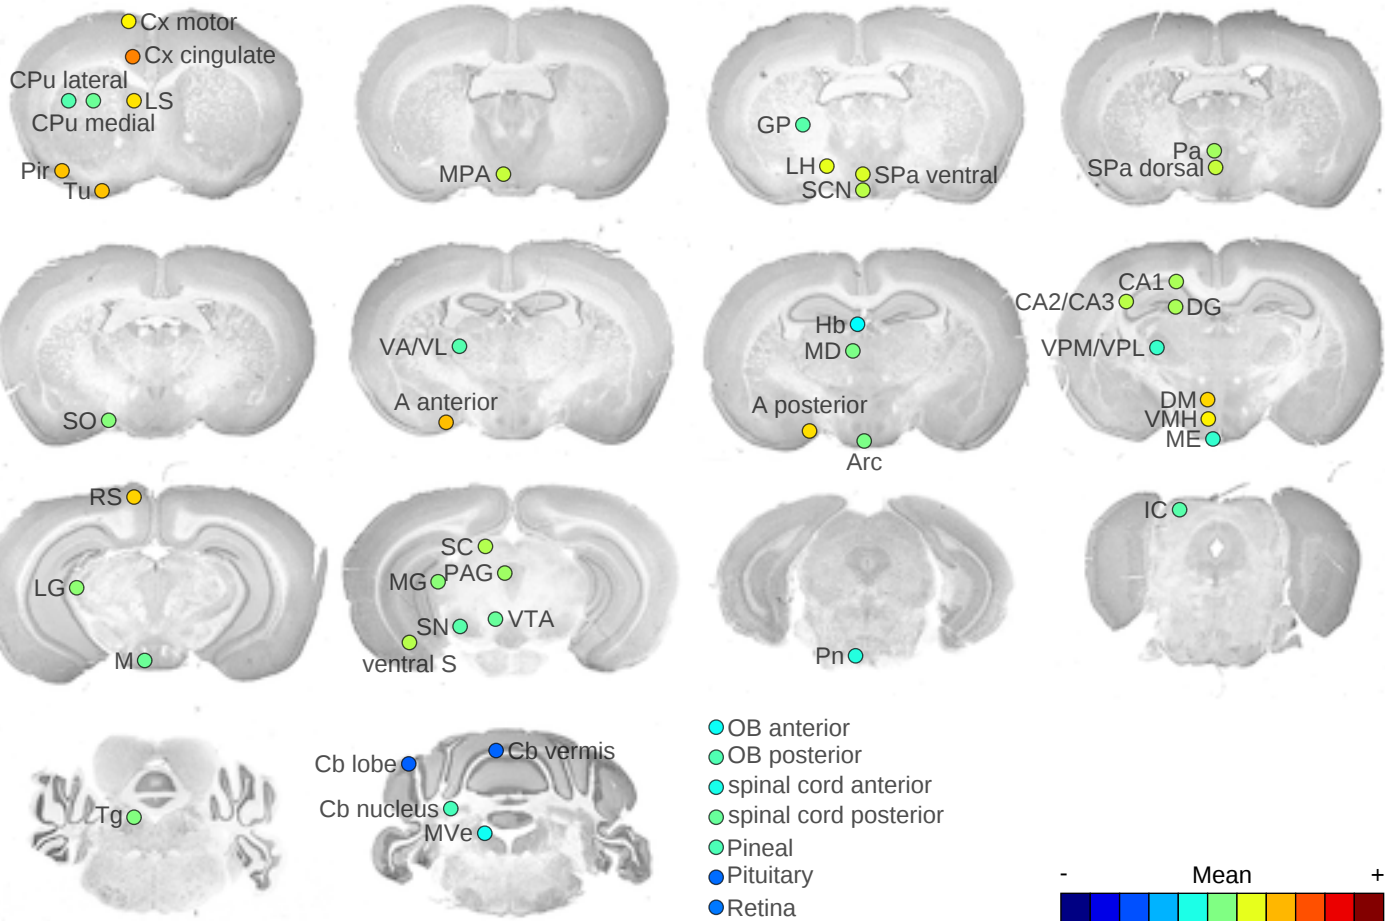 Cx motor
Cx cingulate
CPu lateral
LS
CPu medial
Pir
Tu
MPA
GP
LH
SPa ventral
SCN
Pa
SPa dorsal
SO
VA/VL
A anterior
Hb
MD
A posterior
Arc
CA1
CA2/CA3
DG
VPM/VPL
DM
VMH
ME
RS
LG
M
SC
PAG
MG
VTA
SN
ventral S
Pn
IC
Tg
Cb lobe
Cb vermis
Cb nucleus
MVe
OB anterior
OB posterior
spinal cord anterior
spinal cord posterior
Pineal
Pituitary
Retina
- Mean +